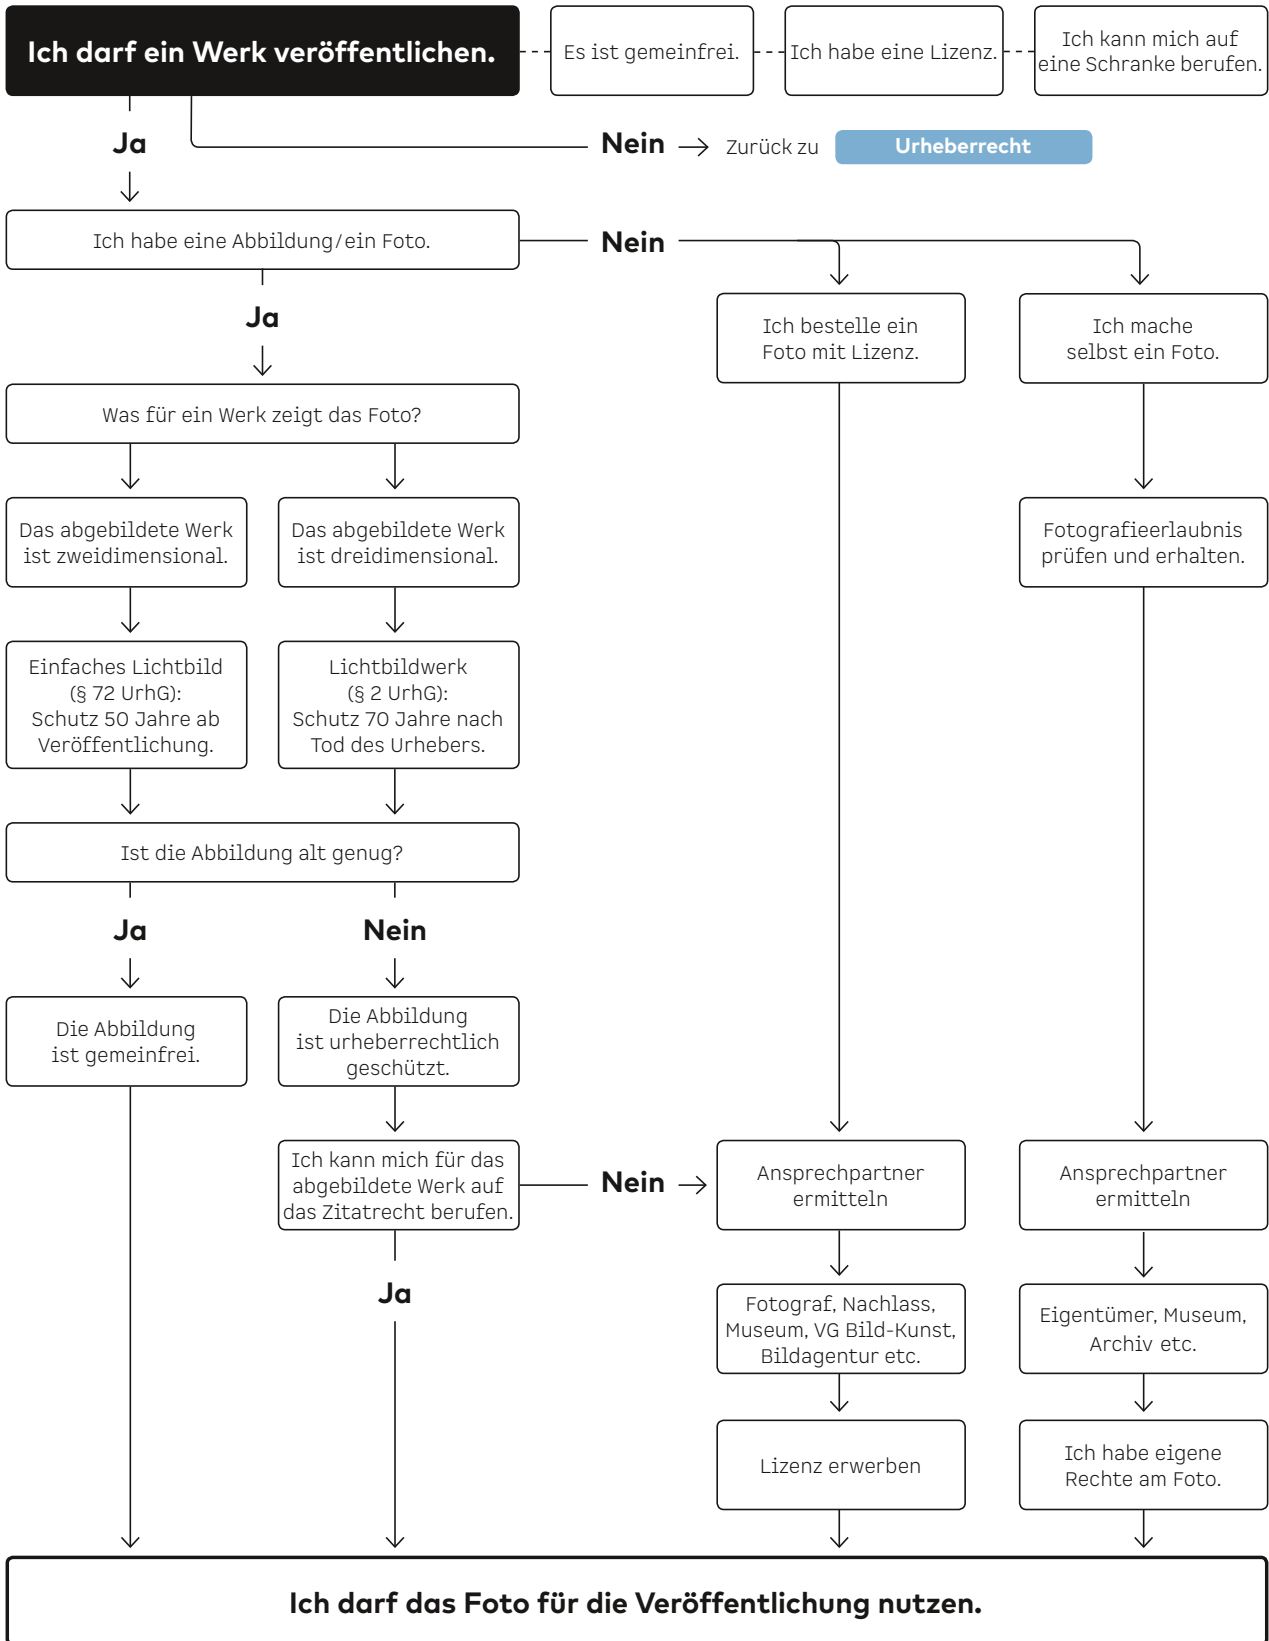 Ich darf ein Werk veröffentlichen.
Es ist gemeinfrei.
Ich habe eine Lizenz.
Ich kann mich auf
eine Schranke berufen.
Ja
Nein
Zurück zu
Urheberrecht
Ich habe eine Abbildung/ein Foto.
Nein
Ja
Ich bestelle ein
Foto mit Lizenz.
Ich mache
selbst ein Foto.
Was für ein Werk zeigt das Foto?
Das abgebildete Werk
ist zweidimensional.
Das abgebildete Werk
ist dreidimensional.
Fotografieerlaubnis
prüfen und erhalten.
Einfaches Lichtbild
(§ 72 UrhG):
Schutz 50 Jahre ab
Veröffentlichung.
Lichtbildwerk
(§ 2 UrhG):
Schutz 70 Jahre nach
Tod des Urhebers.
Ist die Abbildung alt genug?
Ja
Nein
Die Abbildung
ist gemeinfrei.
Die Abbildung
ist urheberrechtlich
geschützt.
Ich kann mich für das
abgebildete Werk auf
das Zitatrecht berufen.
Nein
Ansprechpartner
ermitteln
Ansprechpartner
ermitteln
Ja
Fotograf, Nachlass,
Museum, VG Bild-Kunst,
Bildagentur etc.
Eigentümer, Museum,
Archiv etc.
Lizenz erwerben
Ich habe eigene
Rechte am Foto.
Ich darf das Foto für die Veröffentlichung nutzen.